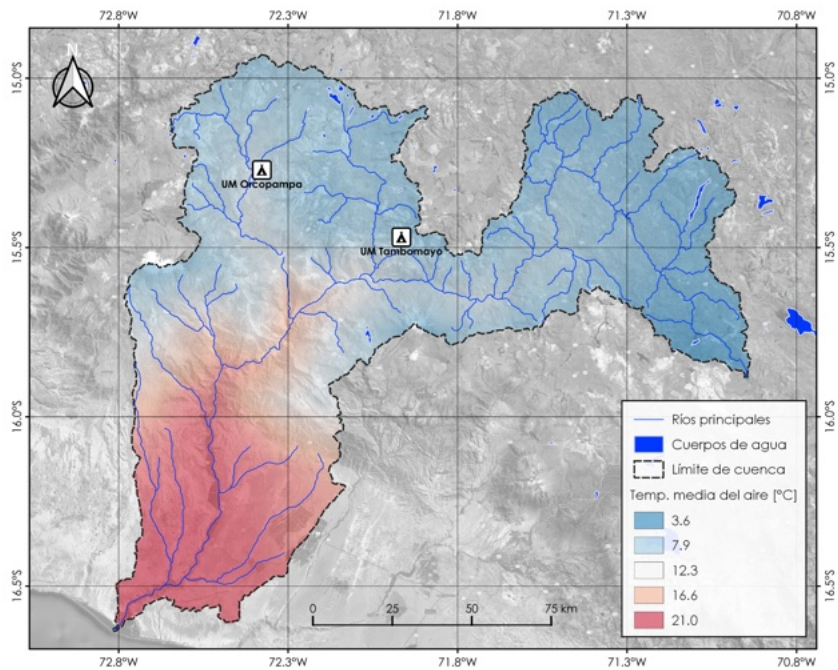 72.8°W 72.3°W 71.8°W 71.3°W 70.8°W
N
15.0°S 15.0°S
UM Orcopampa
15.5°S 15.5°S
UM Tambomayo
16.0°S 16.0°S
Ríos principales
Cuerpos de agua
Límite de cuenca
Temp. media del aire [°C]
3.6
7.9
12.3
16.6
21.0
16.5°S 16.5°S
0 25 50 75 km
72.8°W 72.3°W 71.8°W 71.3°W 70.8°W